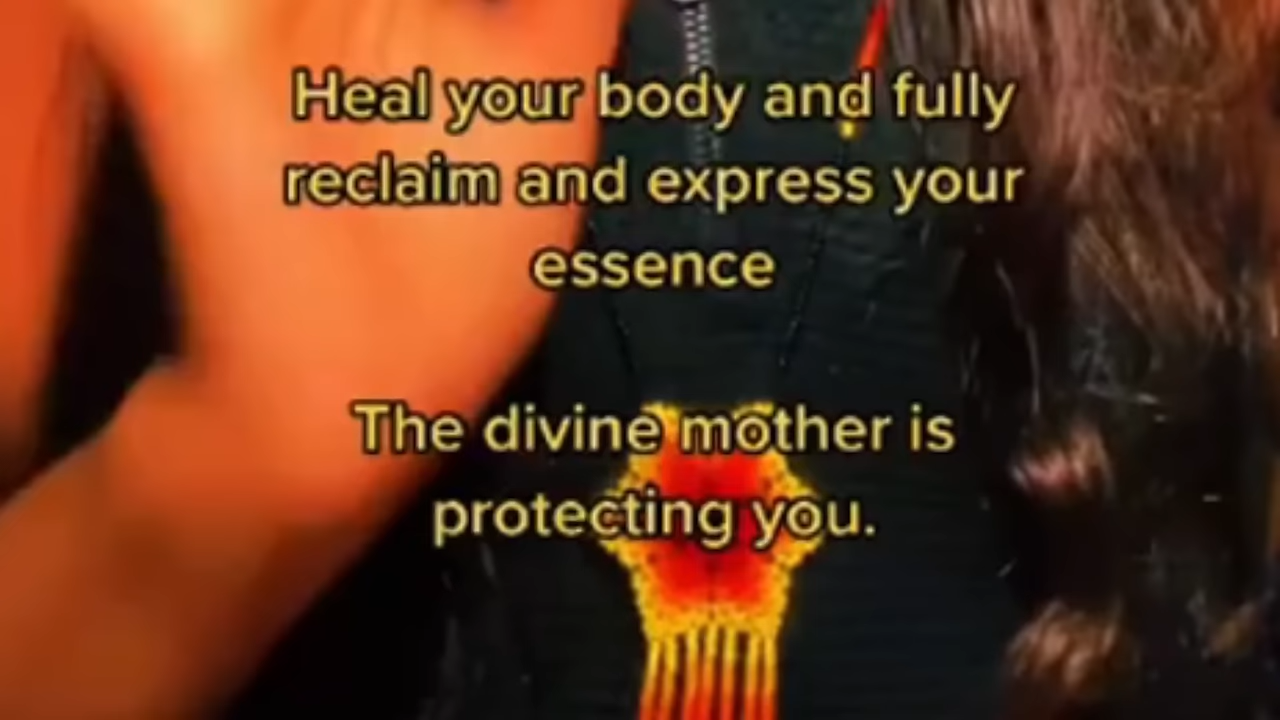 Heal your body and fully
reclaim and express your
essence
The divine mother is
protecting you.